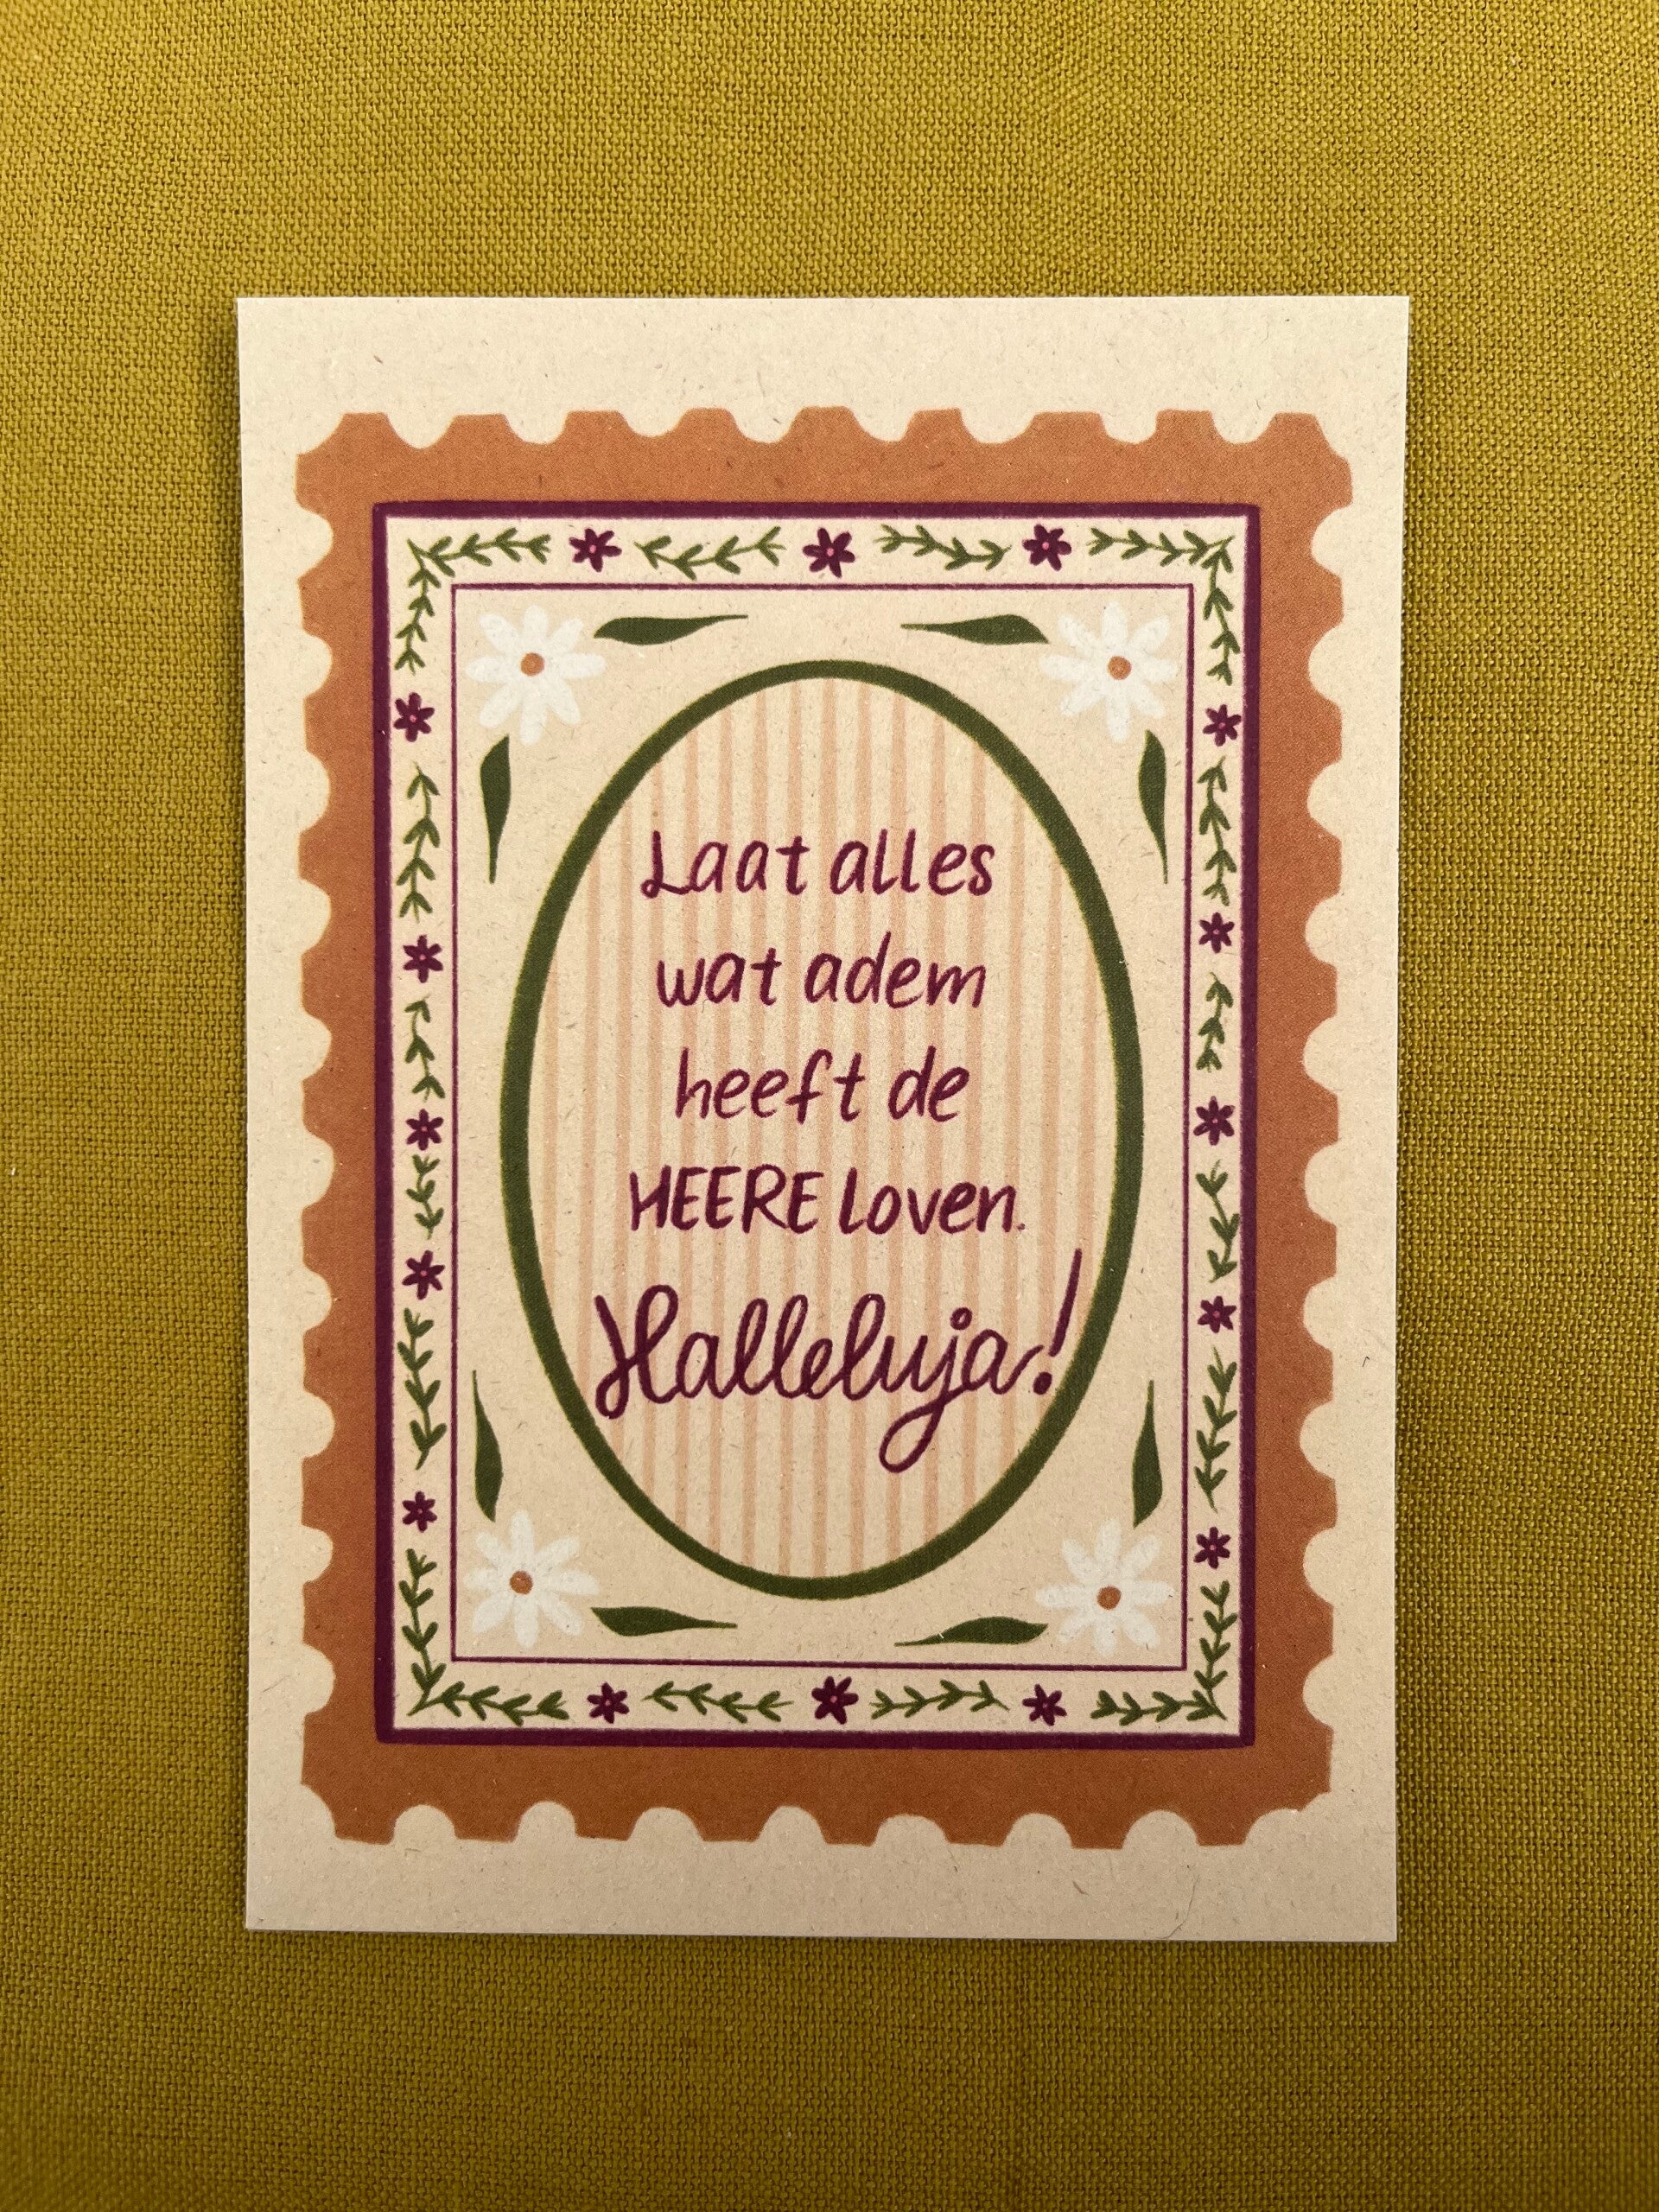 Laat alles
wat adem
heeft de
HEERE loven.
Halleluja!